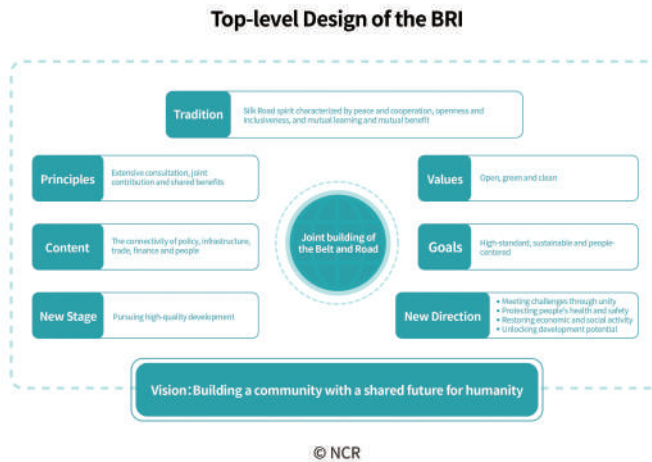 Top-level Design of the BRI
Tradition
Silk Road spirit characterized by peace and cooperation, openness and
inclusiveness, and mutual learning and mutual benefit
Principles
Extensive consultation, joint
contribution and shared benefits
Values
Open, green and clean
Content
The connectivity of policy, infrastructure,
trade, finance and people
Joint building of
the Belt and Road
Goals
High-standard, sustainable and people-
centered
New Stage
Pursuing high-quality development
New Direction
• Meeting challenges through unity
• Protecting people's health and safety
• Restoring economic and social activity
• Unlocking development potential
Vision:Building a community with a shared future for humanity
© NCR